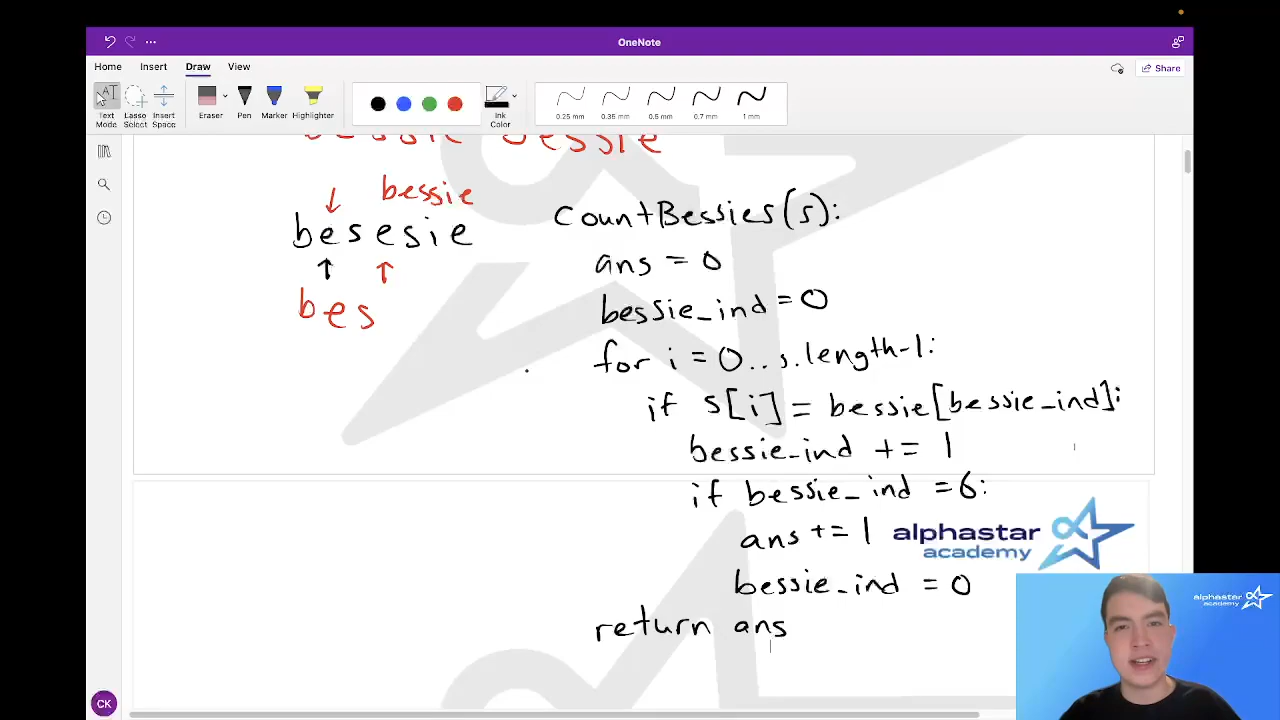 OneNote
Home Insert Draw View
Share
Text Mode
Lasso Select
Insert Space
Eraser
Pen
Marker
Highlighter
Ink Color
0.25 mm
0.35 mm
0.5 mm
0.7 mm
1 mm
bessie bessie
bessie
besesie
bes
countBessies(s):
ans = 0
bessie_ind = 0
for i = 0..s.length-1:
if s[i] = bessie[bessie_ind]:
bessie_ind += 1
if bessie_ind = 6:
ans += 1
bessie_ind = 0
return ans
alphastar
academy
alphastar
academy
CK